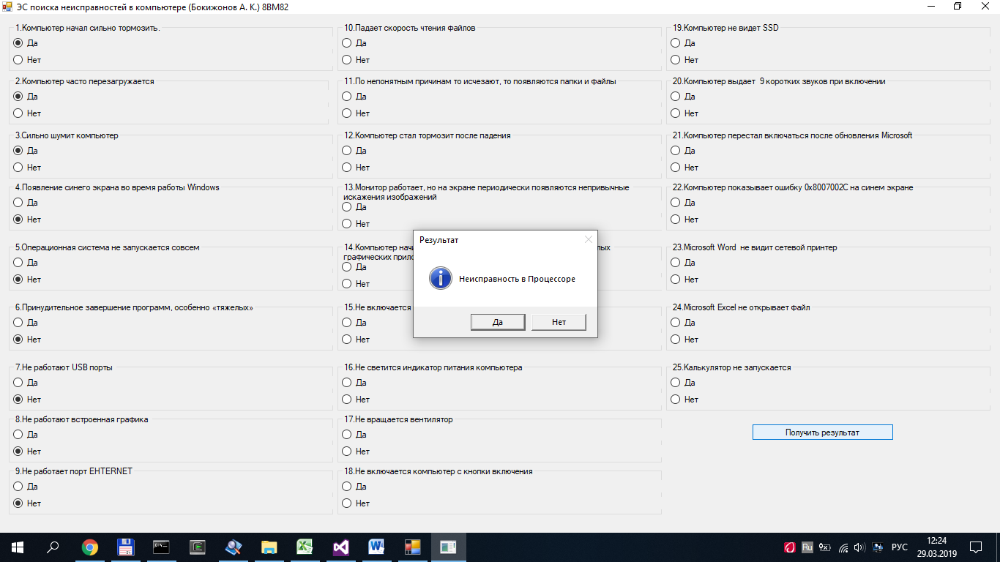 ЭС поиска неисправностей в компьютере (Бокижонов А. К.) 8ВМ82
1.Компьютер начал сильно тормозить.
Да
Нет
2.Компьютер часто перезагружается
Да
Нет
3.Сильно шумит компьютер
Да
Нет
4.Появление синего экрана во время работы Windows
Да
Нет
5.Операционная система не запускается совсем
Да
Нет
6.Принудительное завершение программ, особенно «тяжелых»
Да
Нет
7.Не работают USB порты
Да
Нет
8.Не работают встроенная графика
Да
Нет
9.Не работает порт EHTERNET
Да
Нет
10.Падает скорость чтения файлов
Да
Нет
11.По непонятным причинам то исчезают, то появляются папки и файлы
Да
Нет
12.Компьютер стал тормозит после падения
Да
Нет
13.Монитор работает, но на экране периодически появляются непривычные
искажения изображений
Да
Нет
14.Компьютер
графических
Да
Нет
15.Не включается
Да
Нет
16.Не светится индикатор питания компьютера
Да
Нет
17.Не вращается вентилятор
Да
Нет
18.Не включается компьютер с кнопки включения
Да
Нет
19.Компьютер не видет SSD
Да
Нет
20.Компьютер выдает 9 коротких звуков при включении
Да
Нет
21.Компьютер перестал включаться после обновления Microsoft
Да
Нет
22.Компьютер показывает ошибку 0x8007002C на синем экране
Да
Нет
23.Microsoft Word не видит сетевой принтер
Да
Нет
24.Microsoft Excel не открывает файл
Да
Нет
25.Калькулятор не запускается
Да
Нет
Получить результат
Результат
Неисправность в Процессоре
Да
Нет
Ru
РУС
12:24
29.03.2019